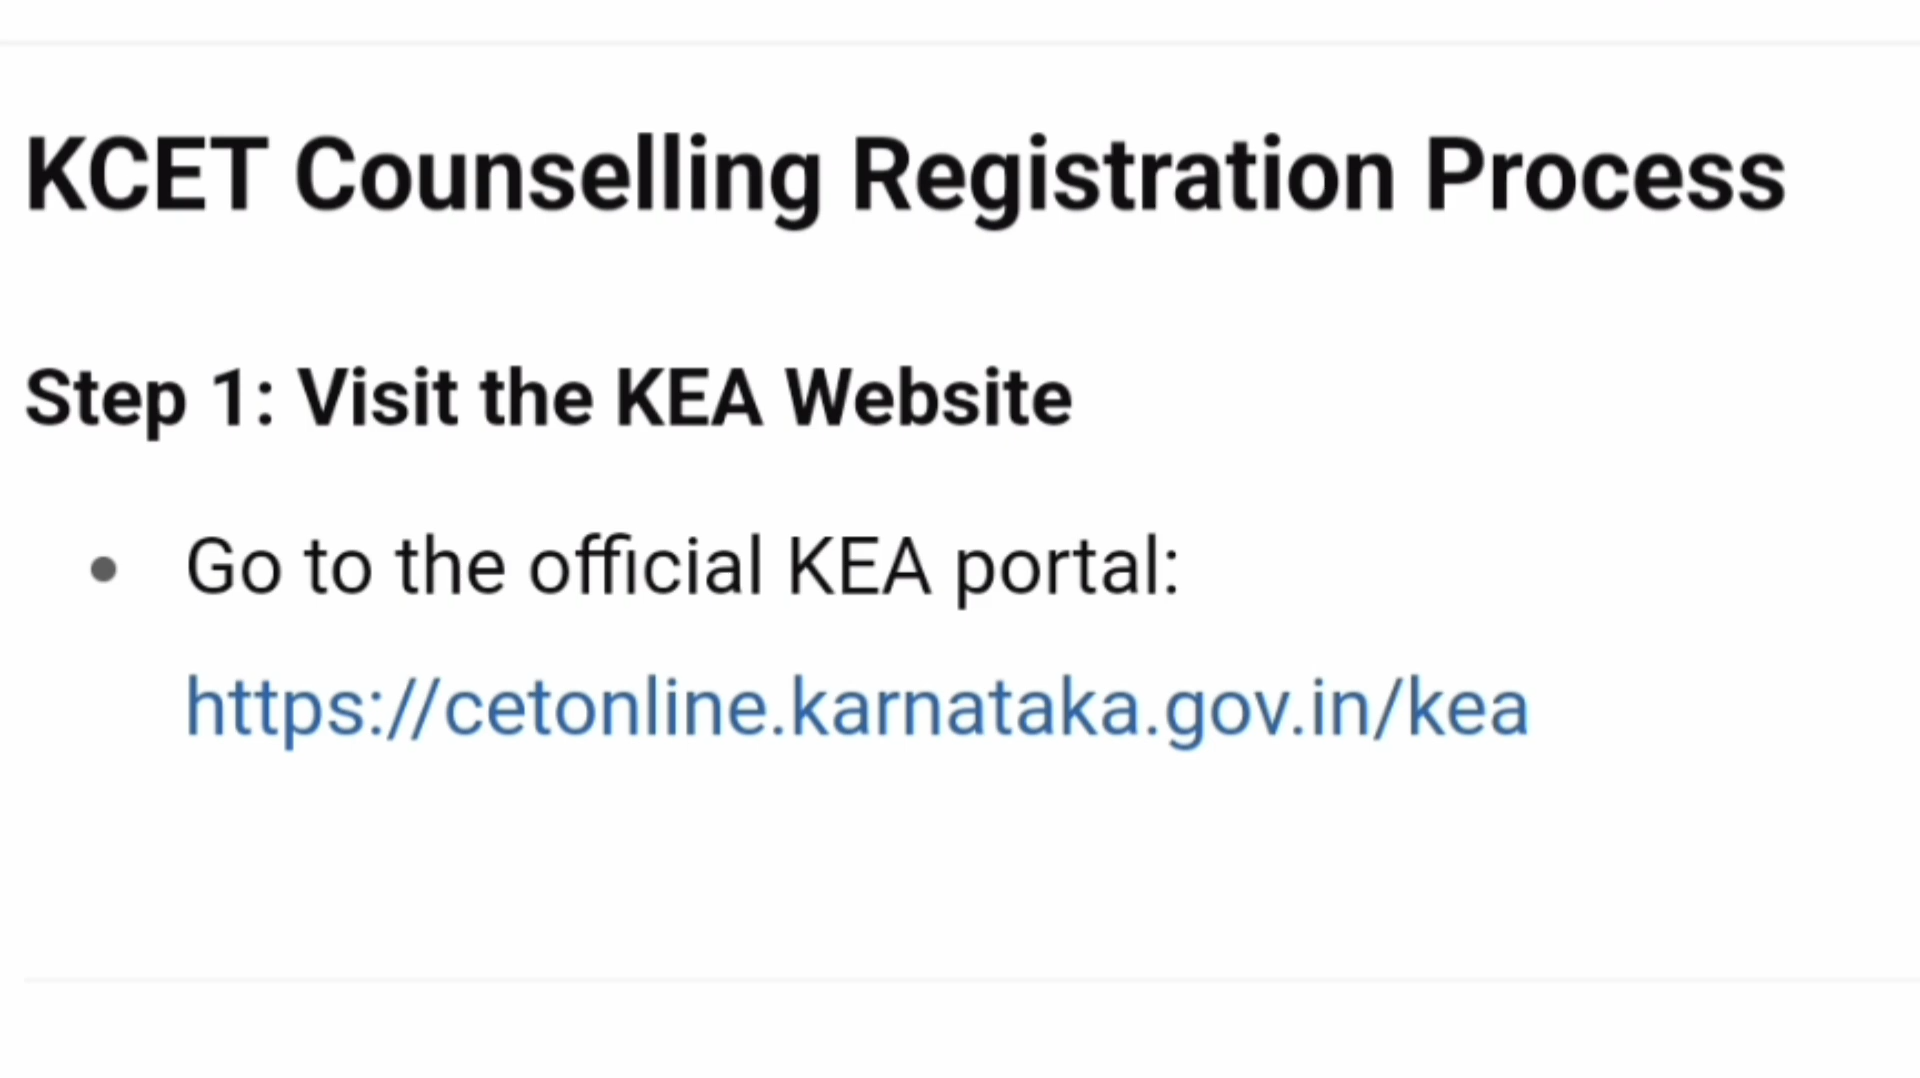 KCET Counselling Registration Process
Step 1: Visit the KEA Website
• Go to the official KEA portal:
https://cetonline.karnataka.gov.in/kea